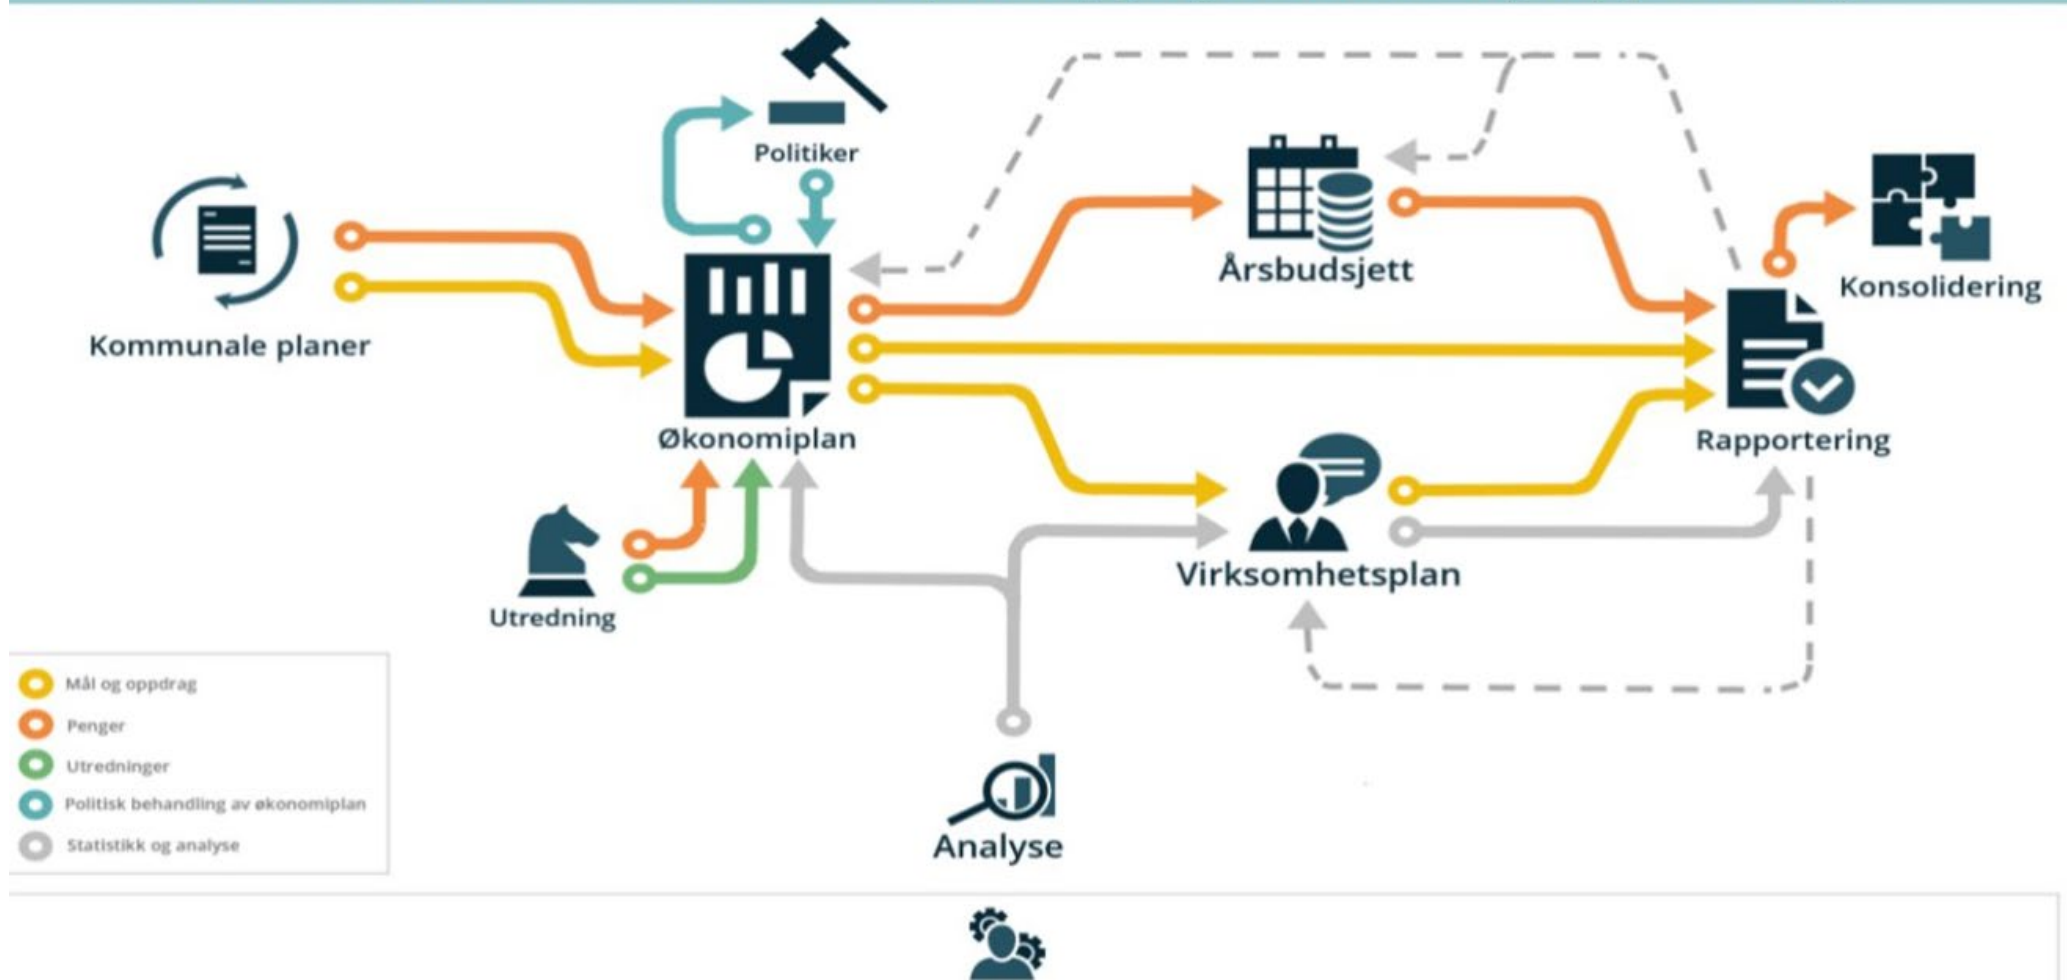 Politiker
Kommunale planer
Økonomiplan
Årsbudsjett
Konsolidering
Rapportering
Utredning
Virksomhetsplan
Analyse
Mål og oppdrag
Penger
Utredninger
Politisk behandling av økonomiplan
Statistikk og analyse